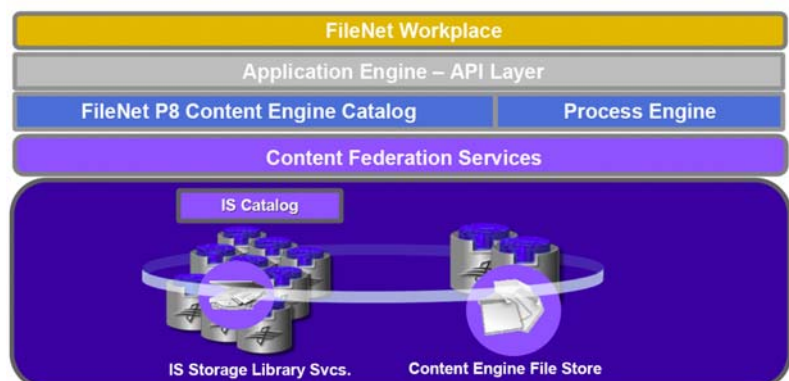 FileNet Workplace
Application Engine – API Layer
FileNet P8 Content Engine Catalog
Process Engine
Content Federation Services
IS Catalog
IS Storage Library Svcs.
Content Engine File Store